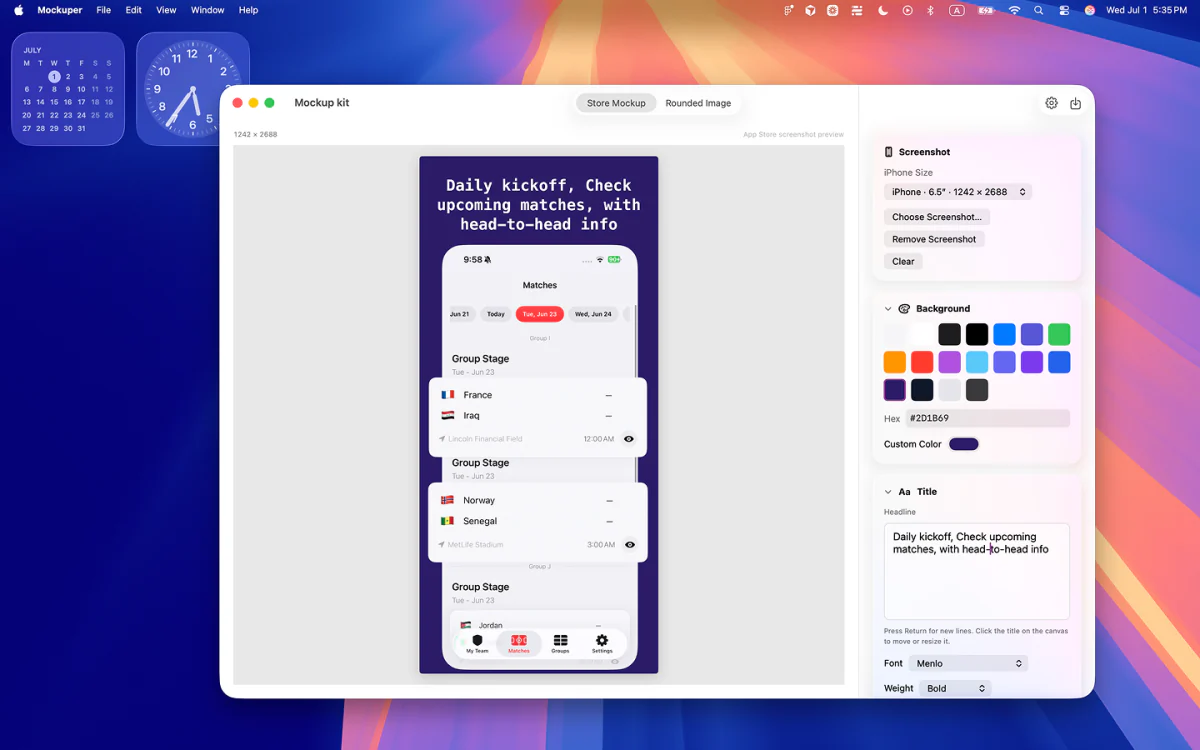 Mockuper File Edit View Window Help
A
Wed Jul 1 5:35 PM
JULY
M T W T F S S
1 2 3 4 5
6 7 8 9 10 11 12
13 14 15 16 17 18 19
20 21 22 23 24 25 26
27 28 29 30 31
12 1 2 5 6 8 9 10 11
Mockup kit
Store Mockup Rounded Image
1242 × 2688
App Store screenshot preview
Daily kickoff, Check
upcoming matches, with
head-to-head info
9:58
Matches
Jun 21 Today Tue, Jun 23 Wed, Jun 24
Group I
Group Stage
Tue - Jun 23
France –
Iraq –
Lincoln Financial Field 12:00 AM
Group Stage
Tue - Jun 23
Norway –
Senegal –
MetLife Stadium 3:00 AM
Group J
Group Stage
Tue - Jun 23
Jordan –
My Team Matches Groups Settings
Screenshot
iPhone Size
iPhone · 6.5" · 1242 × 2688
Choose Screenshot...
Remove Screenshot
Clear
Background
Hex #2D1B69
Custom Color
Aa Title
Headline
Daily kickoff, Check upcoming
matches, with head-to-head info
Press Return for new lines. Click the title on the canvas
to move or resize it.
Font Menlo
Weight Bold